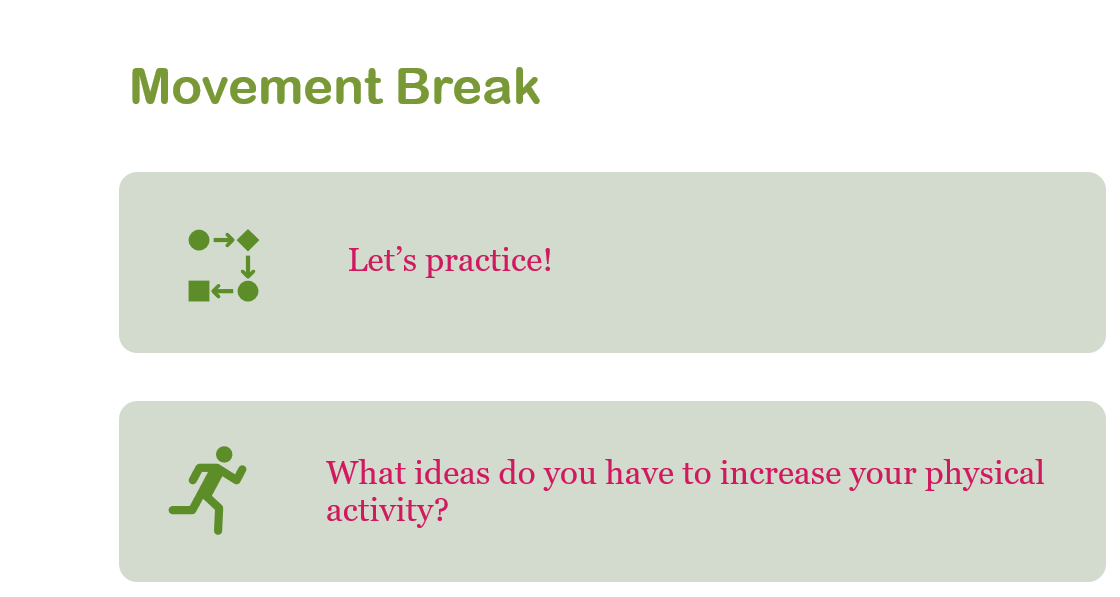 Movement Break
Let’s practice!
What ideas do you have to increase your physical
activity?